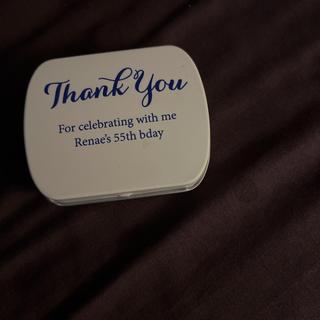 Thank You
For celebrating with me
Renae's 55th bday